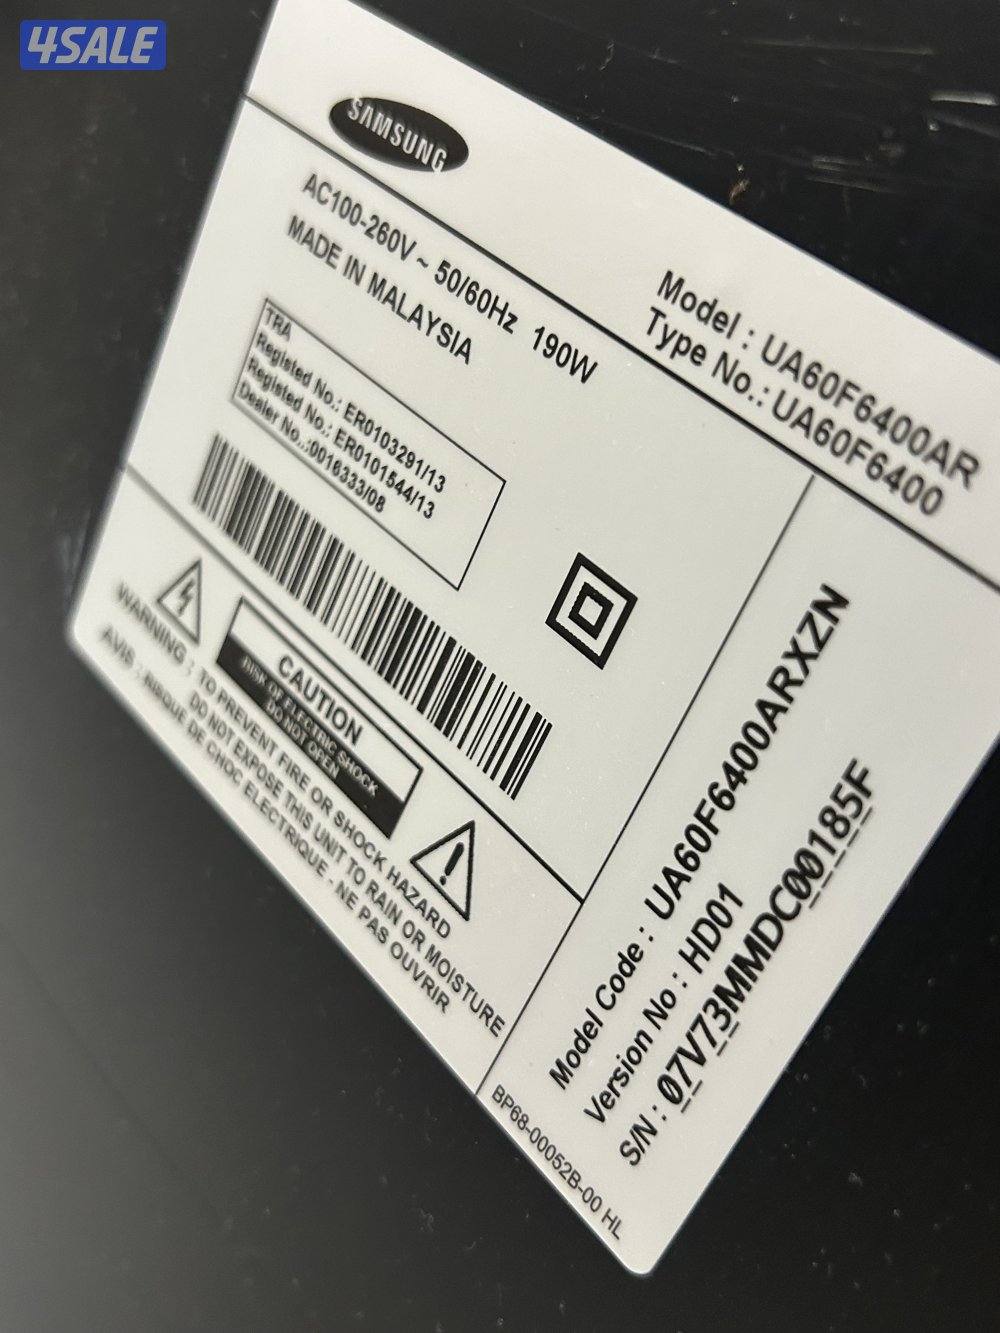 4SALE
SAMSUNG
Model : UA60F6400AR
Type No.: UA60F6400
AC100-260V ~ 50/60Hz 190W
MADE IN MALAYSIA
TRA
Registed No.: ER0103291/13
Registed No.: ER0101544/13
Dealer No..:0016333/08
CAUTION
RISK OF ELECTRIC SHOCK
DO NOT OPEN
WARNING : TO PREVENT FIRE OR SHOCK HAZARD
DO NOT EXPOSE THIS UNIT TO RAIN OR MOISTURE
AVIS : RISQUE DE CHOC ELECTRIQUE . NE PAS OUVRIR
Model Code : UA60F6400ARXZN
Version No : HD01
S/N : 07V73MMDC00185F
BP68-00052B-00 HL